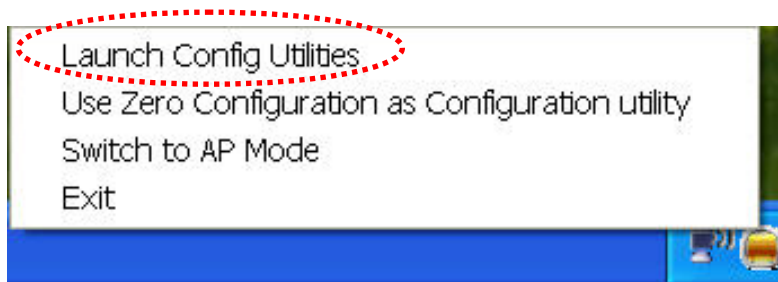 Launch Config Utilities
Use Zero Configuration as Configuration utility
Switch to AP Mode
Exit